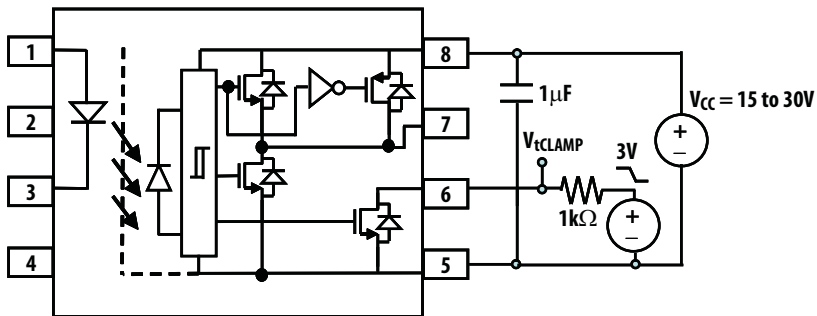 1
2
3
4
8
7
6
5
1μF
V_CC = 15 to 30V
V_tCLAMP
3V
1kΩ
+
−
+
−